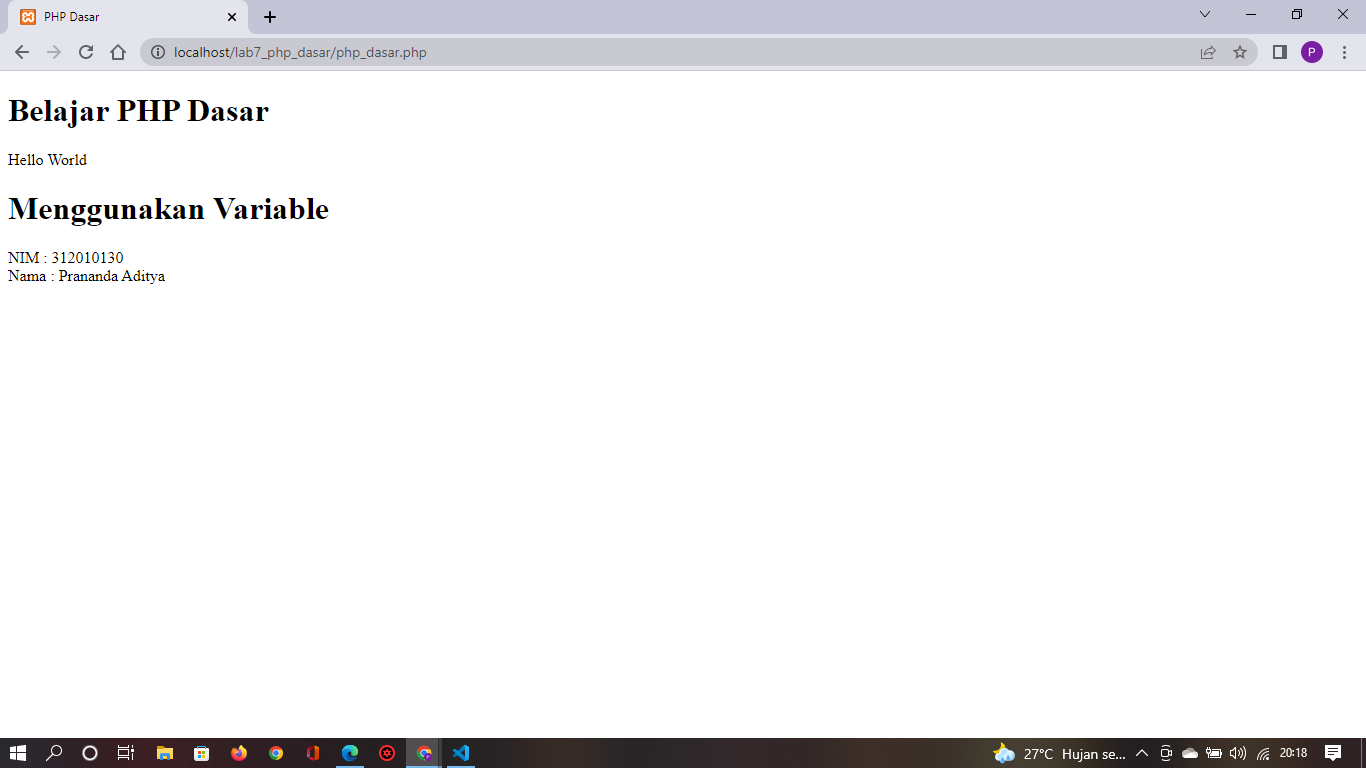 PHP Dasar
localhost/lab7_php_dasar/php_dasar.php
P
Belajar PHP Dasar
Hello World
Menggunakan Variable
NIM : 312010130
Nama : Prananda Aditya
27°C Hujan se... 20:18